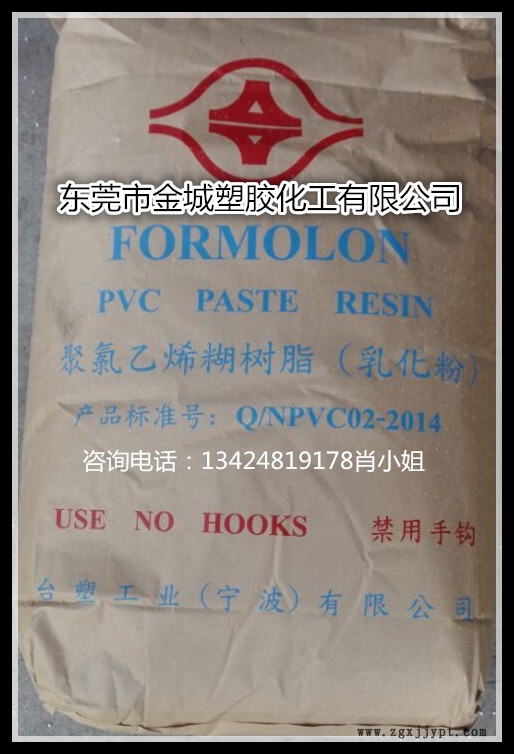 东莞市金城塑胶化工有限公司
FORMOLON
PVC PASTE RESIN
聚氯乙烯糊树脂（乳化粉）
产品标准号：Q/NPVC02-2014
咨询电话：13424819178肖小姐
USE NO HOOKS 禁用手钩
台塑工业（宁波）有限公司
www.zgxjjypt.com